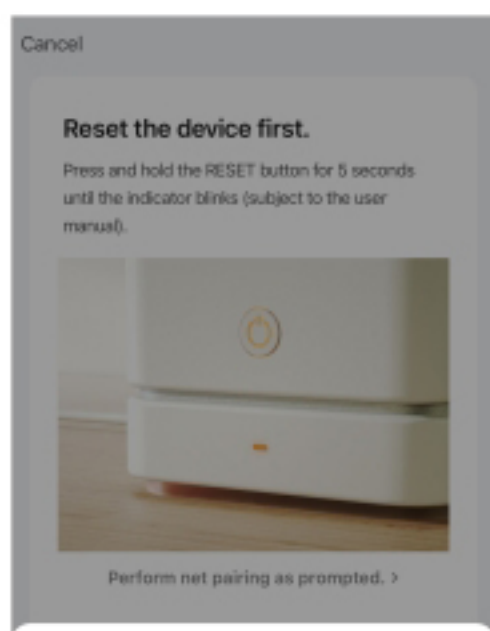 Cancel
Reset the device first.
Press and hold the RESET button for 5 seconds
until the indicator blinks (subject to the user
manual).
Perform net pairing as prompted. >